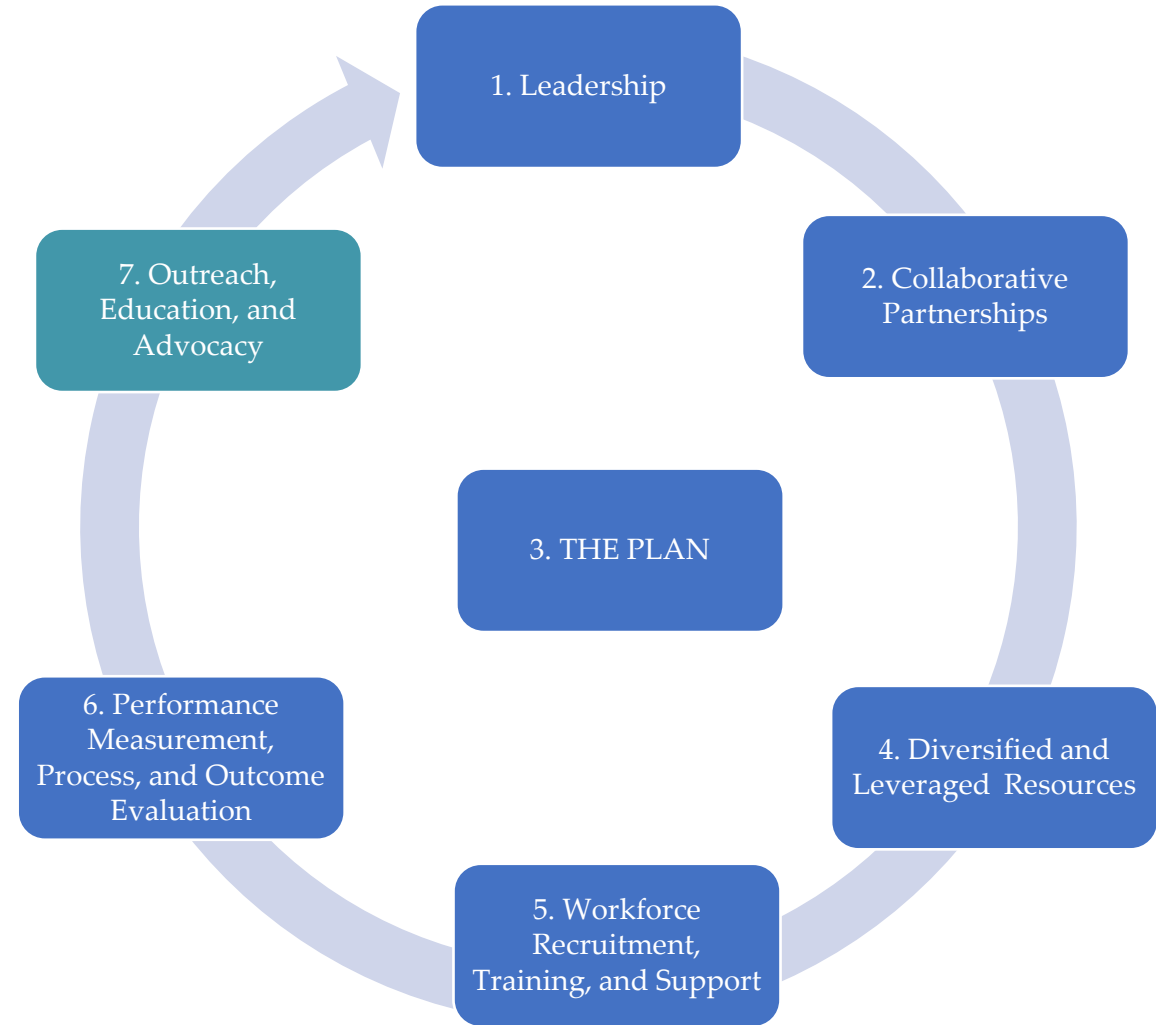 1. Leadership
2. Collaborative
Partnerships
3. THE PLAN
4. Diversified and
Leveraged  Resources
5. Workforce
Recruitment,
Training, and Support
6. Performance
Measurement,
Process, and Outcome
Evaluation
7. Outreach,
Education, and
Advocacy